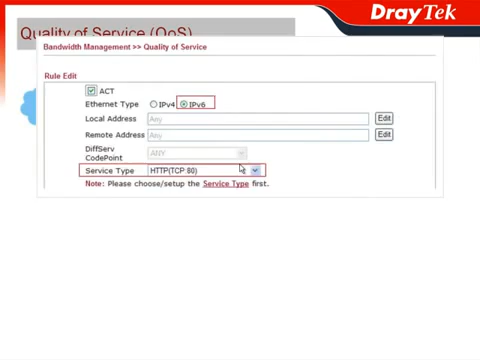 DrayTek
Quality of Service (QoS)
Bandwidth Management >> Quality of Service
Rule Edit
ACT
Ethernet Type IPv4 IPv6
Local Address Any Edit
Remote Address Any Edit
DiffServ
CodePoint ANY
Service Type HTTP(TCP:80)
Note: Please choose/setup the Service Type first.